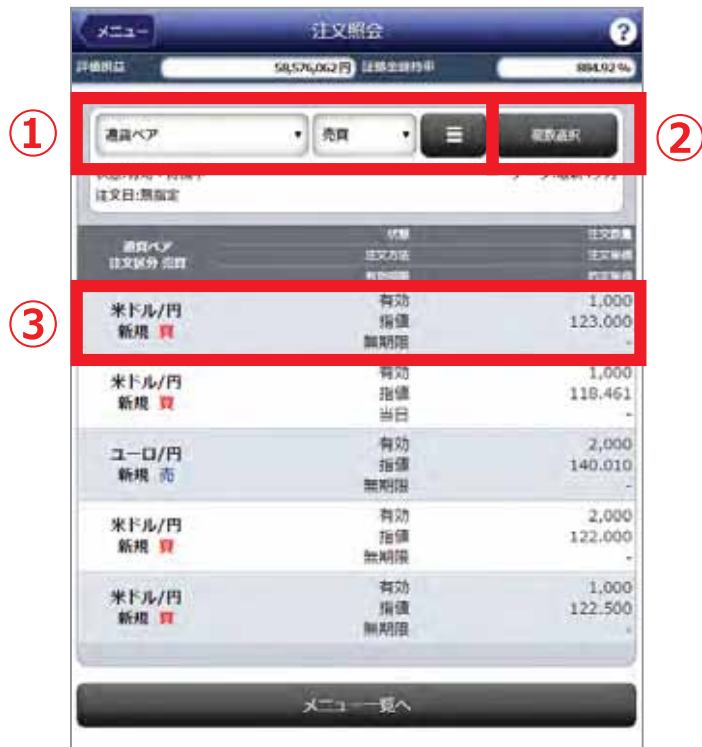 メニュー 注文照会 ?
評価損益 58,576,062円 証拠金維持率 884.92%
① 通貨ペア 売買 複数選択 ②
注文日:無指定
通貨ペア 状態 注文数量
注文区分 売買 注文方法 注文単価
有効期限 約定単価
③ 米ドル/円 有効 1,000
新規 買 指値 123.000
無期限 -
米ドル/円 有効 1,000
新規 買 指値 118.461
当日 -
ユーロ/円 有効 2,000
新規 売 指値 140.010
無期限 -
米ドル/円 有効 2,000
新規 買 指値 122.000
無期限 -
米ドル/円 有効 1,000
新規 買 指値 122.500
無期限 -
メニュー一覧へ